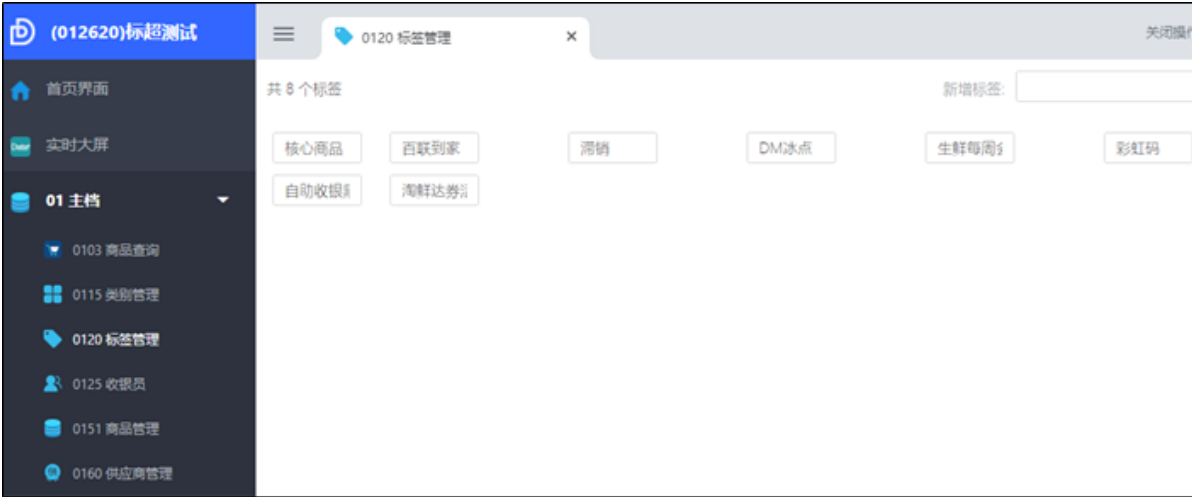 (012620)标超测试
0120 标签管理
关闭操
首页界面
共 8 个标签
新增标签:
实时大屏
核心商品
百联到家
滞销
DM冰点
生鲜每周
彩虹码
自助收银
淘鲜达券
01 主档
0103 商品查询
0115 类别管理
0120 标签管理
0125 收银员
0151 商品管理
0160 供应商管理